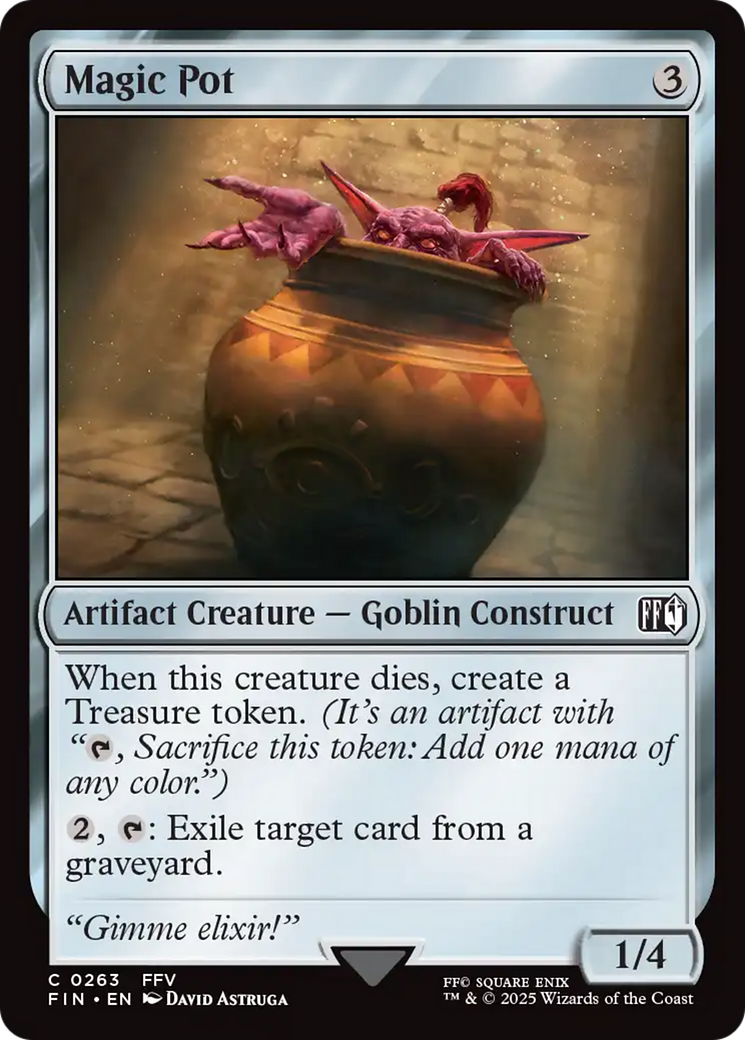 Magic Pot 3
Artifact Creature — Goblin Construct FF
When this creature dies, create a
Treasure token. (It's an artifact with
“, Sacrifice this token: Add one mana of
any color.”)
2, : Exile target card from a
graveyard.
“Gimme elixir!”
1/4
C 0263 FFV
FIN • EN David Astruga
FF© SQUARE ENIX
™ & © 2025 Wizards of the Coast